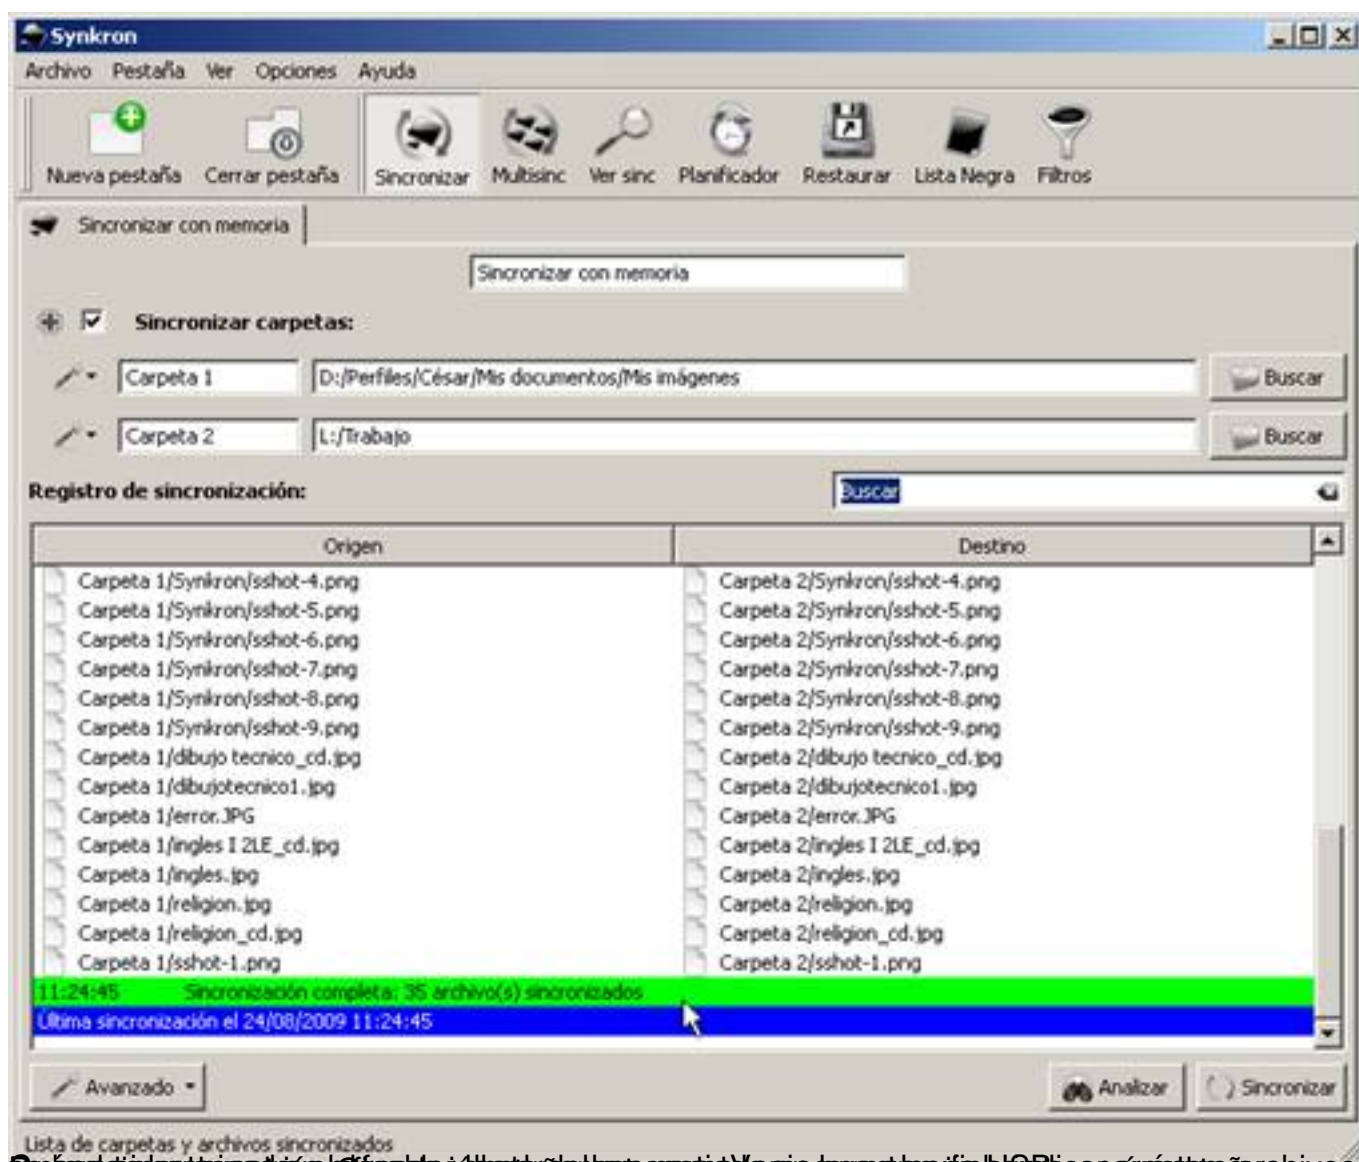 Synkron
Archivo Pestaña Ver Opciones Ayuda
Nueva pestaña Cerrar pestaña Sincronizar Multisinc Ver sinc Planificador Restaurar Lista Negra Filtros
Sincronizar con memoria
Sincronizar con memoria
Sincronizar carpetas:
Carpeta 1 D:/Perfiles/César/Mis documentos/Mis imágenes Buscar
Carpeta 2 L:/Trabajo Buscar
Registro de sincronización: Buscar
Origen Destino
Carpeta 1/Synkron/sshot-4.png Carpeta 2/Synkron/sshot-4.png
Carpeta 1/Synkron/sshot-5.png Carpeta 2/Synkron/sshot-5.png
Carpeta 1/Synkron/sshot-6.png Carpeta 2/Synkron/sshot-6.png
Carpeta 1/Synkron/sshot-7.png Carpeta 2/Synkron/sshot-7.png
Carpeta 1/Synkron/sshot-8.png Carpeta 2/Synkron/sshot-8.png
Carpeta 1/Synkron/sshot-9.png Carpeta 2/Synkron/sshot-9.png
Carpeta 1/dibujo tecnico_cd.jpg Carpeta 2/dibujo tecnico_cd.jpg
Carpeta 1/dibujotecnico1.jpg Carpeta 2/dibujotecnico1.jpg
Carpeta 1/error.JPG Carpeta 2/error.JPG
Carpeta 1/ingles I 2LE_cd.jpg Carpeta 2/ingles I 2LE_cd.jpg
Carpeta 1/ingles.jpg Carpeta 2/ingles.jpg
Carpeta 1/religion.jpg Carpeta 2/religion.jpg
Carpeta 1/religion_cd.jpg Carpeta 2/religion_cd.jpg
Carpeta 1/sshot-1.png Carpeta 2/sshot-1.png
11:24:45 Sincronización completa: 35 archivo(s) sincronizados
Última sincronización el 24/08/2009 11:24:45
Avanzado Analizar Sincronizar
Lista de carpetas y archivos sincronizados